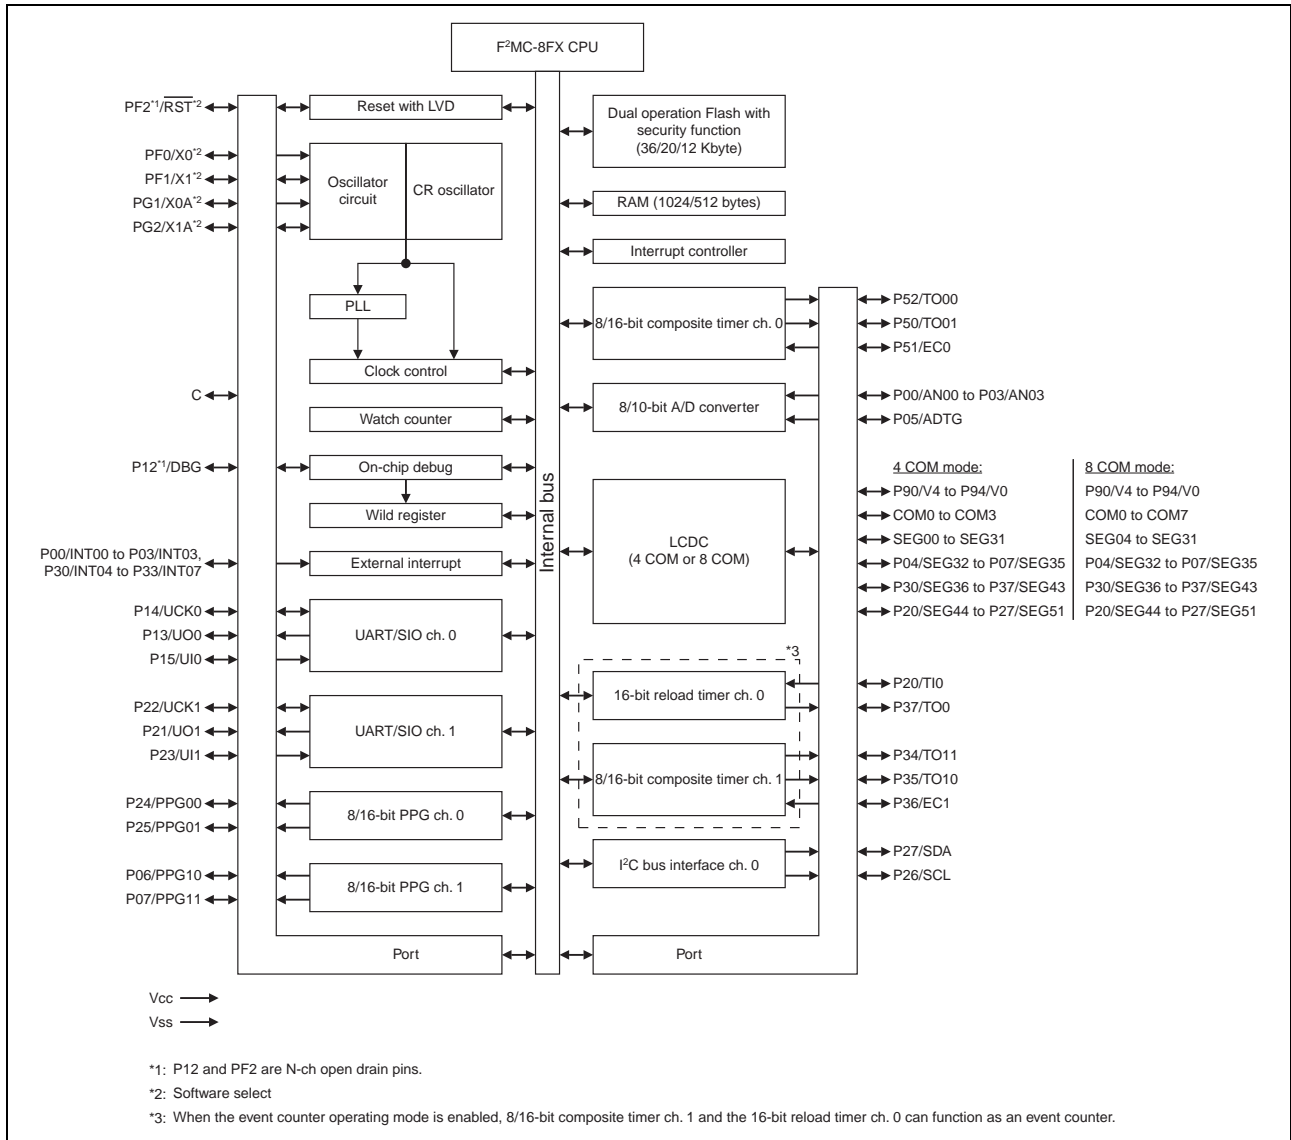 F²MC-8FX CPU
PF2*1/RST*2
Reset with LVD
Dual operation Flash with
security function
(36/20/12 Kbyte)
PF0/X0*2
PF1/X1*2
PG1/X0A*2
PG2/X1A*2
Oscillator
circuit
CR oscillator
RAM (1024/512 bytes)
Interrupt controller
PLL
8/16-bit composite timer ch. 0
P52/TO00
P50/TO01
P51/EC0
Clock control
C
Watch counter
8/10-bit A/D converter
P00/AN00 to P03/AN03
P05/ADTG
P12*1/DBG
On-chip debug
Wild register
Internal bus
LCDC
(4 COM or 8 COM)
4 COM mode:
P90/V4 to P94/V0
COM0 to COM3
SEG00 to SEG31
P04/SEG32 to P07/SEG35
P30/SEG36 to P37/SEG43
P20/SEG44 to P27/SEG51
8 COM mode:
P90/V4 to P94/V0
COM0 to COM7
SEG04 to SEG31
P04/SEG32 to P07/SEG35
P30/SEG36 to P37/SEG43
P20/SEG44 to P27/SEG51
P00/INT00 to P03/INT03,
P30/INT04 to P33/INT07
External interrupt
P14/UCK0
P13/UO0
P15/UI0
UART/SIO ch. 0
*3
16-bit reload timer ch. 0
P20/TI0
P37/TO0
P22/UCK1
P21/UO1
P23/UI1
UART/SIO ch. 1
8/16-bit composite timer ch. 1
P34/TO11
P35/TO10
P36/EC1
P24/PPG00
P25/PPG01
8/16-bit PPG ch. 0
I²C bus interface ch. 0
P27/SDA
P26/SCL
P06/PPG10
P07/PPG11
8/16-bit PPG ch. 1
Port
Port
Vcc
Vss
*1: P12 and PF2 are N-ch open drain pins.
*2: Software select
*3: When the event counter operating mode is enabled, 8/16-bit composite timer ch. 1 and the 16-bit reload timer ch. 0 can function as an event counter.